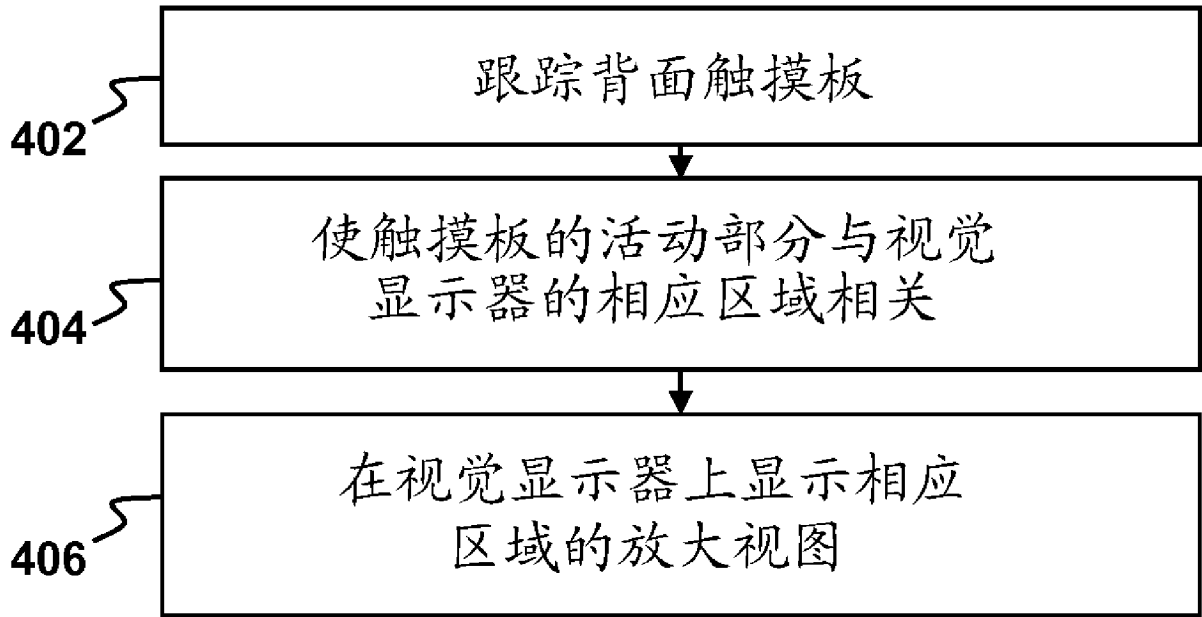 跟踪背面触摸板
402
使触摸板的活动部分与视觉
显示器的相应区域相关
404
在视觉显示器上显示相应
区域的放大视图
406